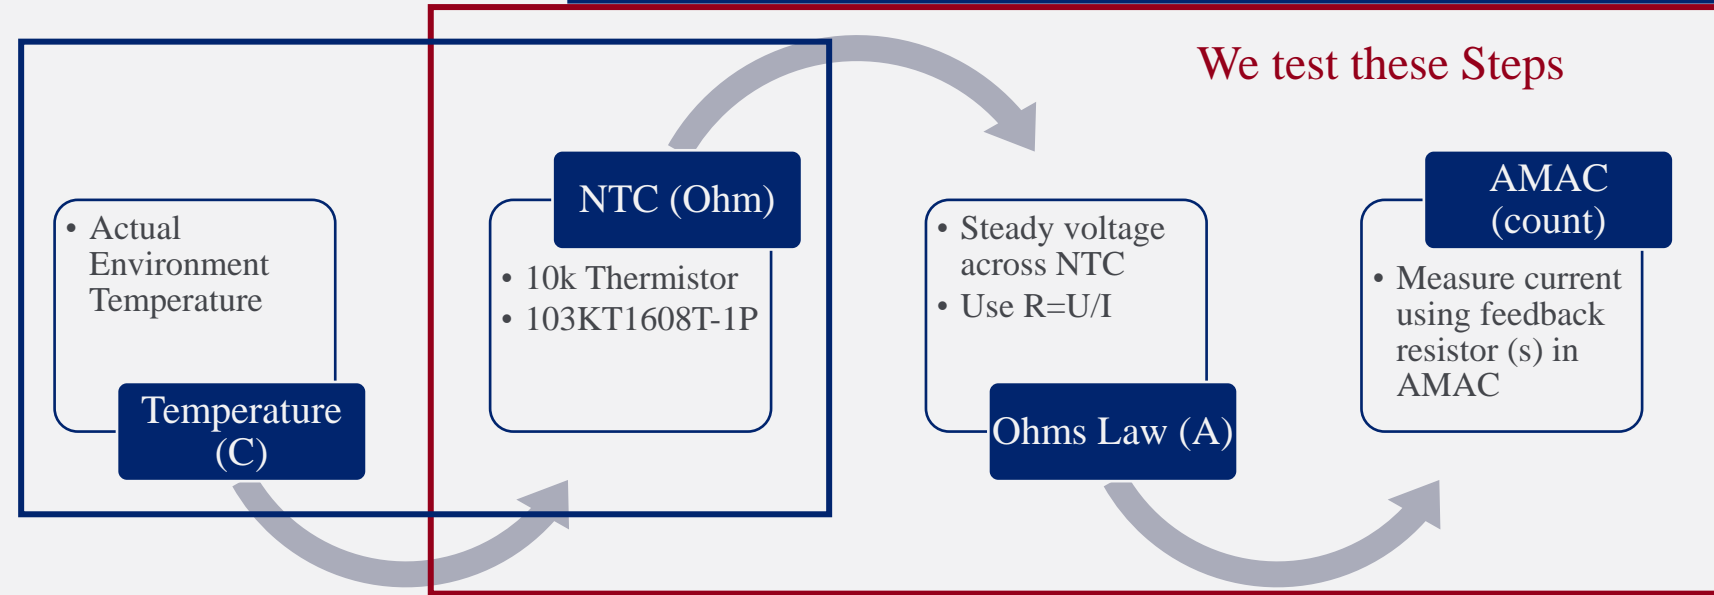 We test these Steps
• Actual
Environment
Temperature
Temperature
(C)
NTC (Ohm)
• 10k Thermistor
• 103KT1608T-1P
• Steady voltage
across NTC
• Use R=U/I
Ohms Law (A)
AMAC
(count)
• Measure current
using feedback
resistor (s) in
AMAC